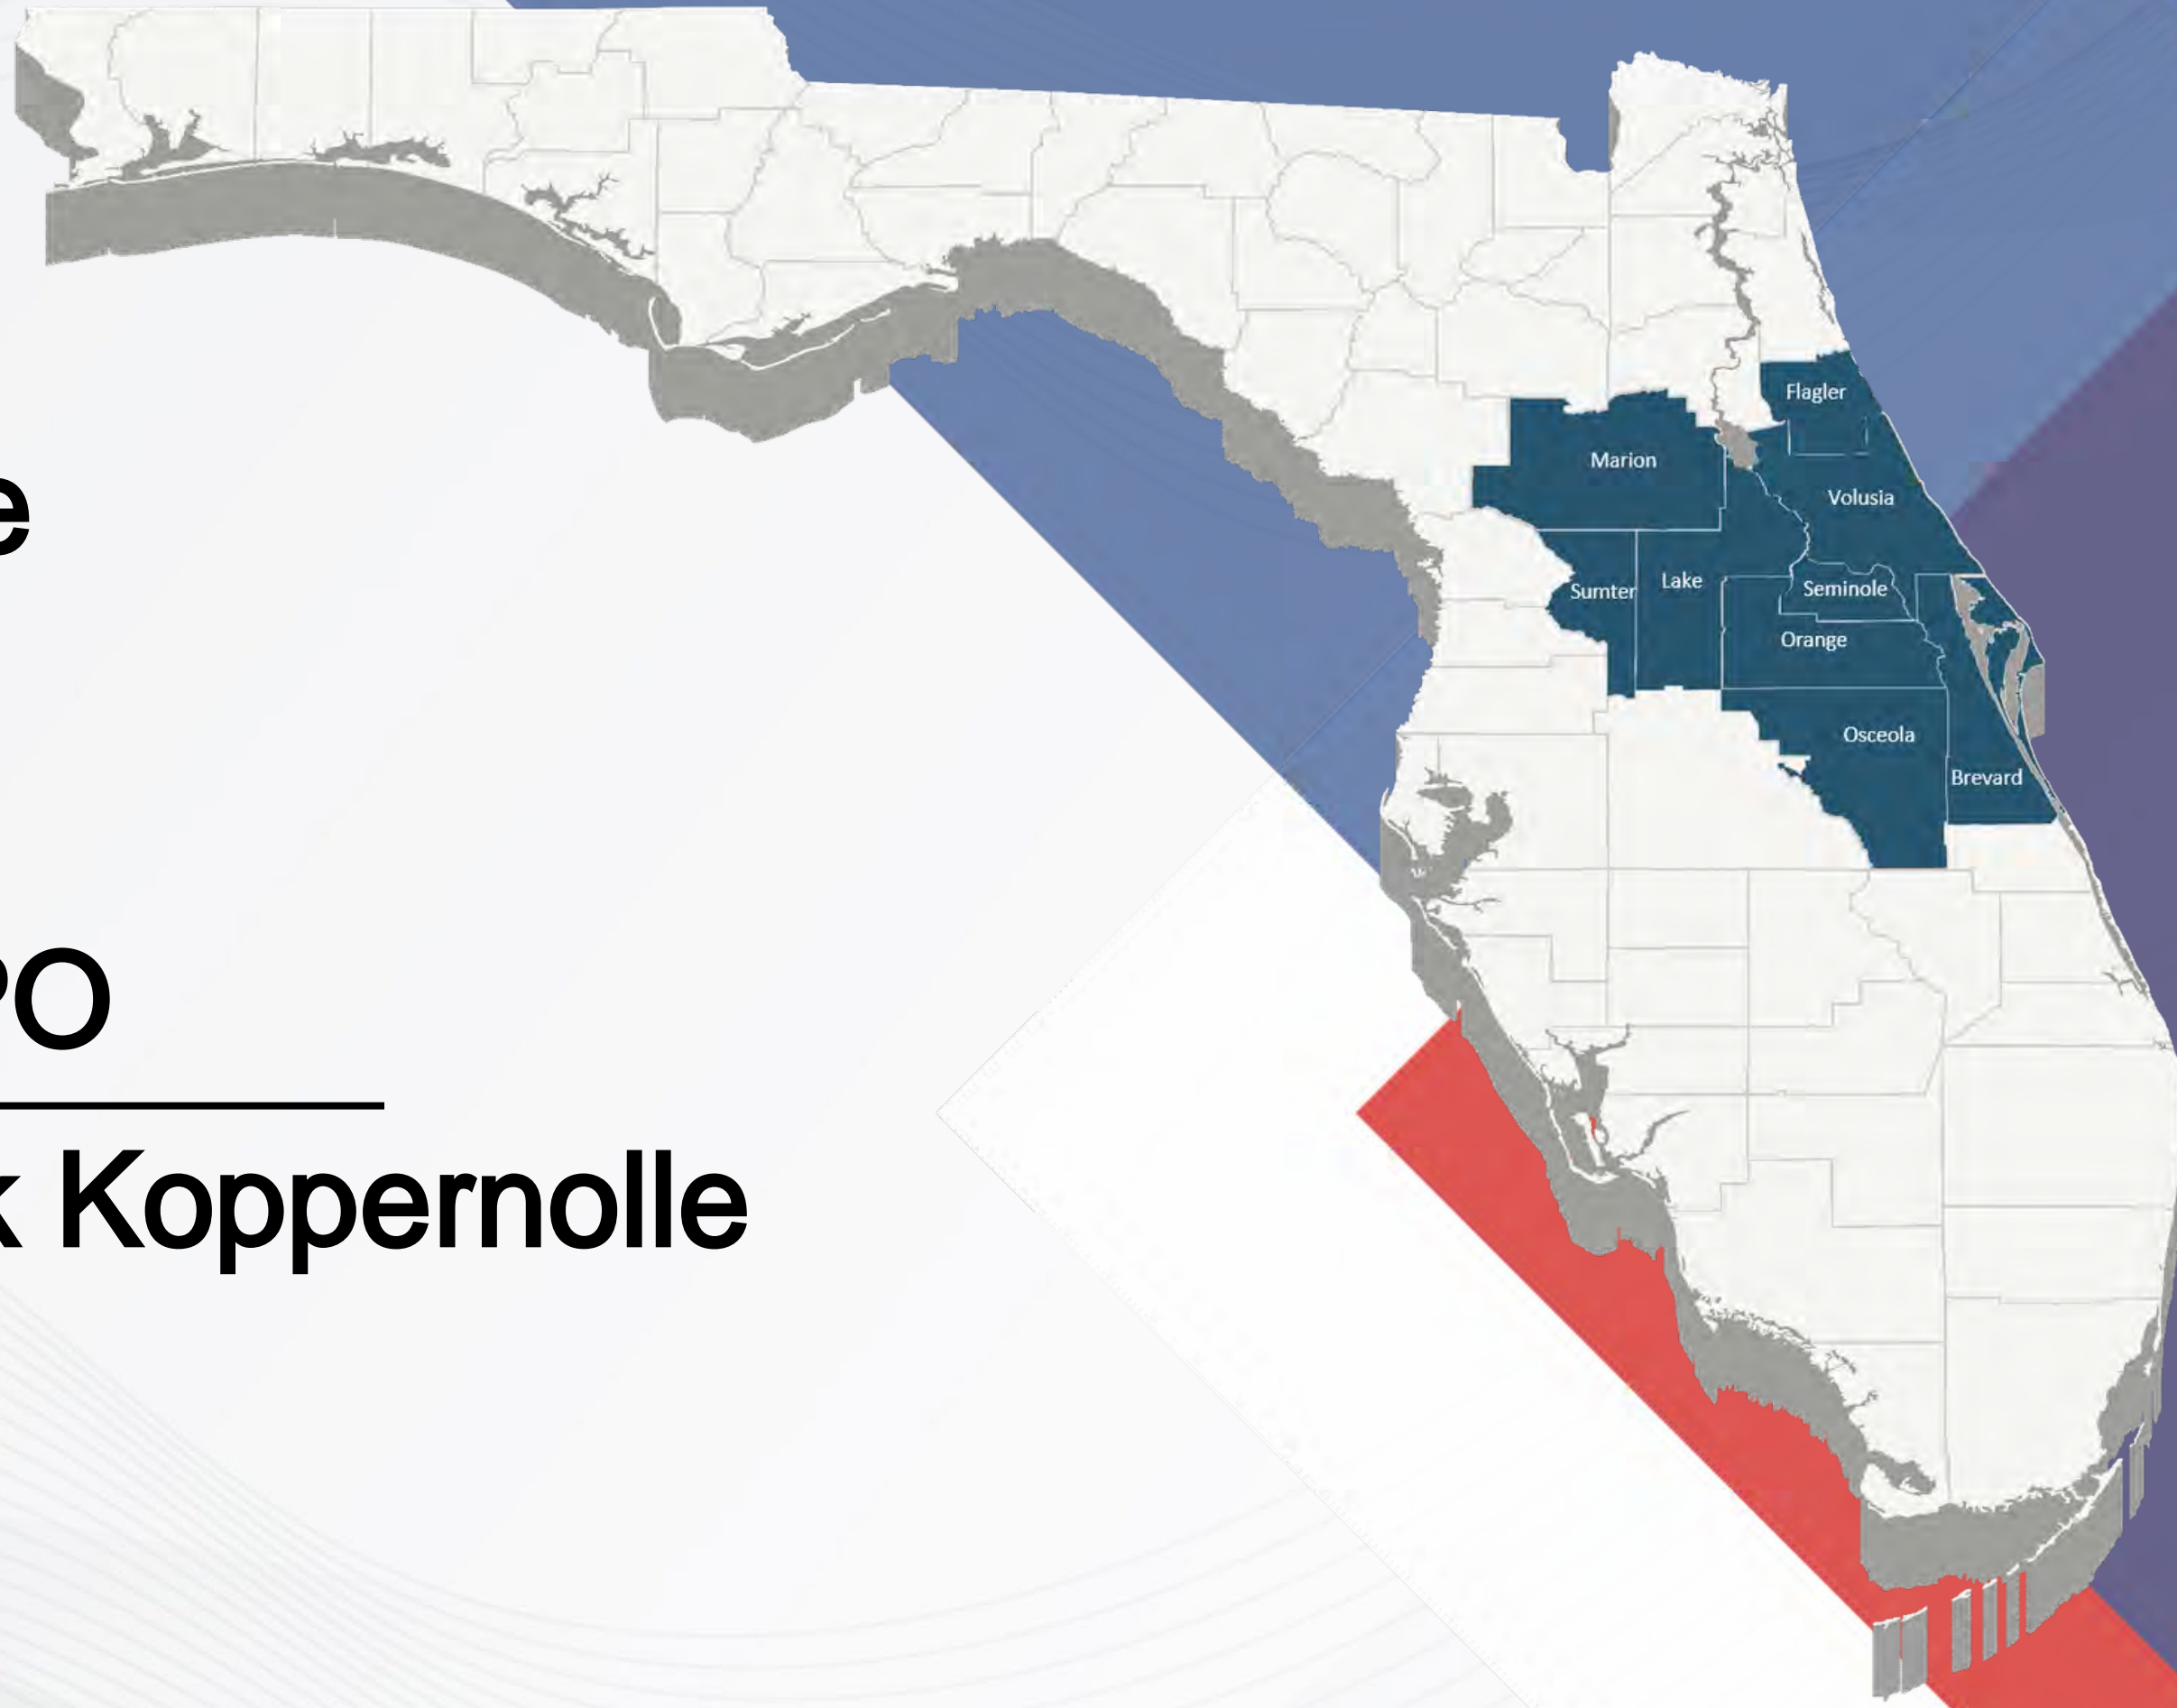 e
PO
k Koppernolle
Flagler
Marion
Volusia
Sumter
Lake
Seminole
Orange
Osceola
Brevard